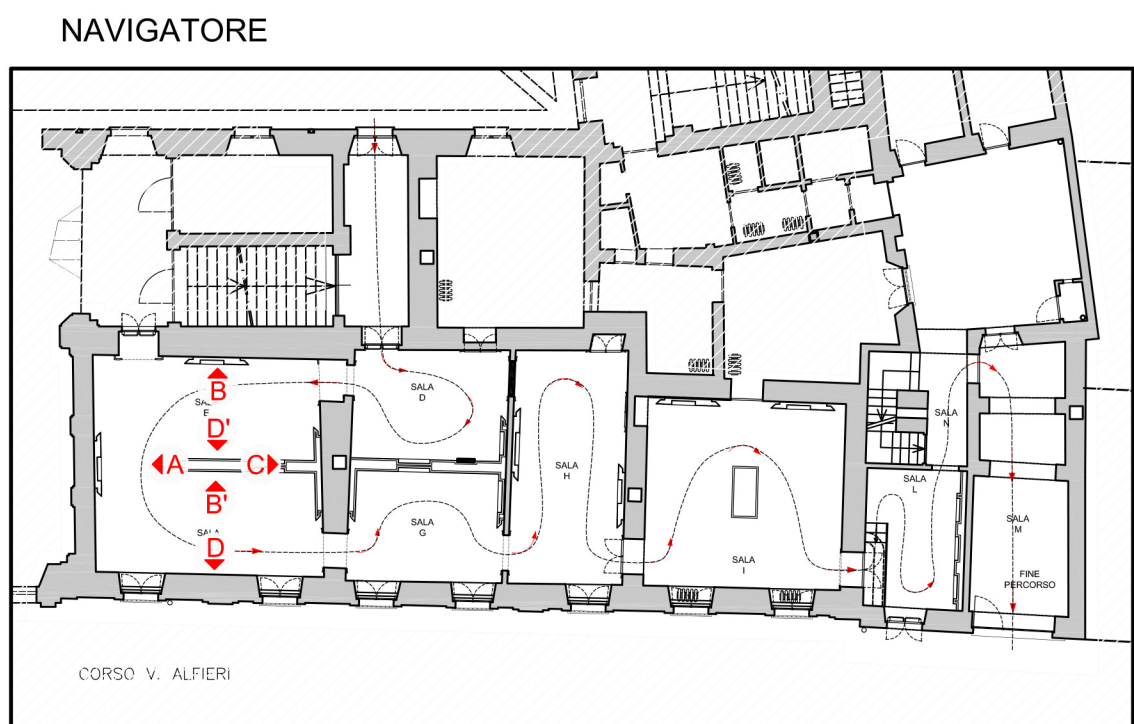 NAVIGATORE
SALA
D
B
D'
A
C
B'
D
SALA
H
SALA
G
SALA
I
SALA
N
SALA
L
SALA
M
FINE
PERCORSO
CORSO V. ALFIERI